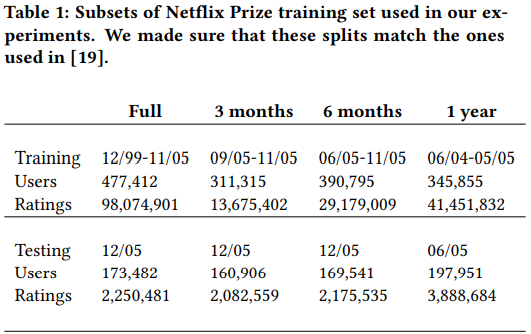 Table 1: Subsets of Netflix Prize training set used in our ex-
periments. We made sure that these splits match the ones
used in [19].
Full 3 months 6 months 1 year
Training 12/99-11/05 09/05-11/05 06/05-11/05 06/04-05/05
Users 477,412 311,315 390,795 345,855
Ratings 98,074,901 13,675,402 29,179,009 41,451,832
Testing 12/05 12/05 12/05 06/05
Users 173,482 160,906 169,541 197,951
Ratings 2,250,481 2,082,559 2,175,535 3,888,684